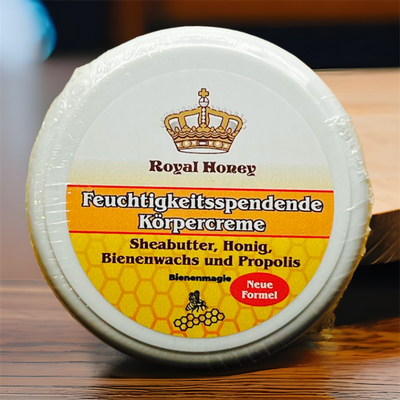 Royal Honey
Feuchtigkeitsspendende
Körpercreme
Sheabutter, Honig,
Bienenwachs und Propolis
Bienenmagie
Neue
Formel